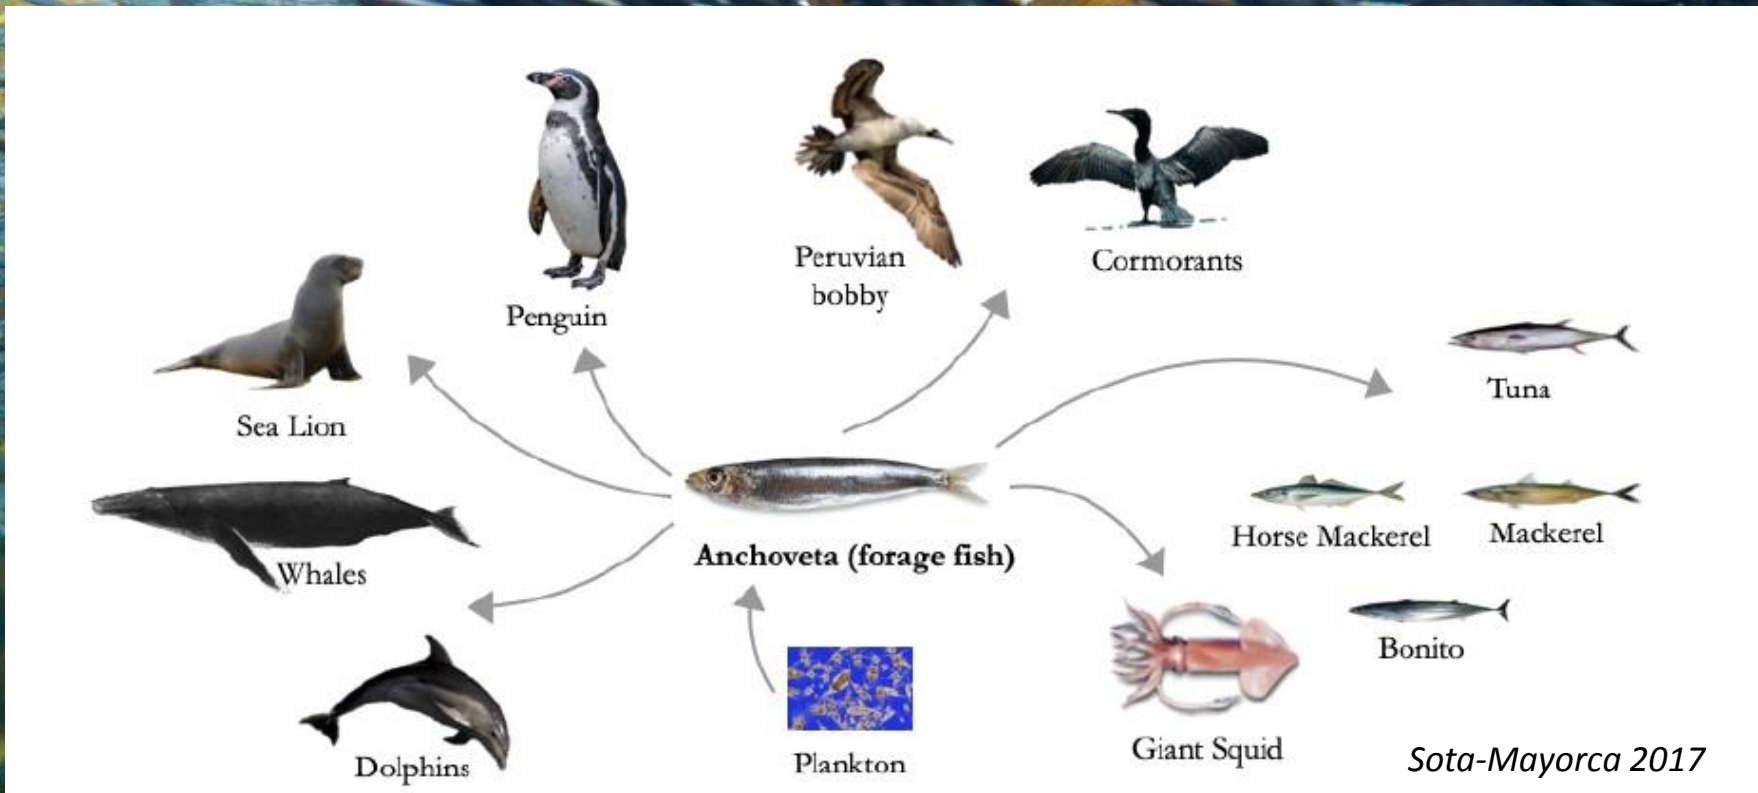 Peruvian
bobby
Cormorants
Penguin
Tuna
Sea Lion
Horse Mackerel
Mackerel
Anchoveta (forage fish)
Whales
Bonito
Giant Squid
Plankton
Dolphins
Sota-Mayorca 2017